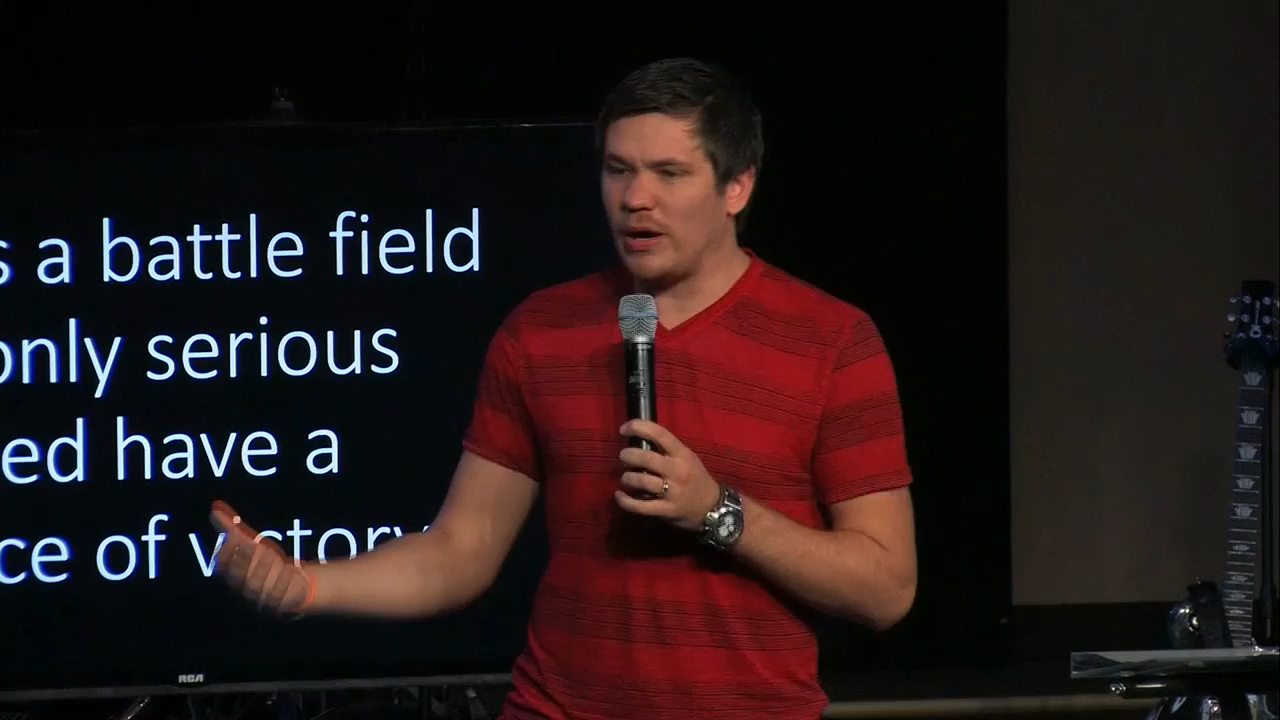 s a battle field
only serious
ed have a
ce of victory
RCA